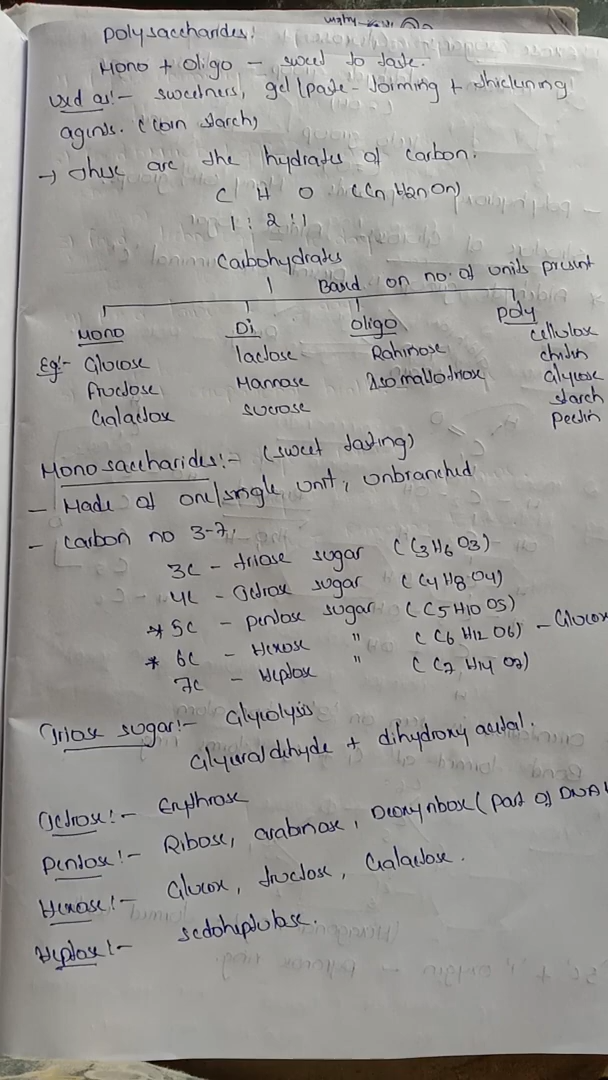 polysaccharides!
Mono + Oligo - sweet to taste.
Used as:- sweetners, gel/paste-forming + thickening
agents. (corn starch)
→ These are the hydrates of carbon.
C H O (Cn H2n On)
1 : 2 : 1
Carbohydrates
Based on no. of units present
Mono Di Oligo Poly
Eg:- Glucose lactose Rahinose cellulose
fructose Mannose Isomaltotriose chitin
Galactose sucrose Glycose
starch
Pectin
Monosaccharides:- (sweet tasting)
- Made of one/single unit, unbranched
- Carbon no 3-7.
3C - triose sugar (C3H6O3)
4C - Tetrose sugar (C4H8O4)
* 5C - pentose sugar (C5H10O5)
* 6C - Hexose " (C6H12O6) - Glucose
7C - Heptose " (C7H14O7)
Triose sugar:- Glycolysis
Glyceraldihyde + dihydroxy acetal.
Tetrose:- Erythrose
Pentose:- Ribose, arabinose, Deoxyribose (part of DNA
Hexose:- Glucose, fructose, Galactose.
Heptose:- sedoheptulose.